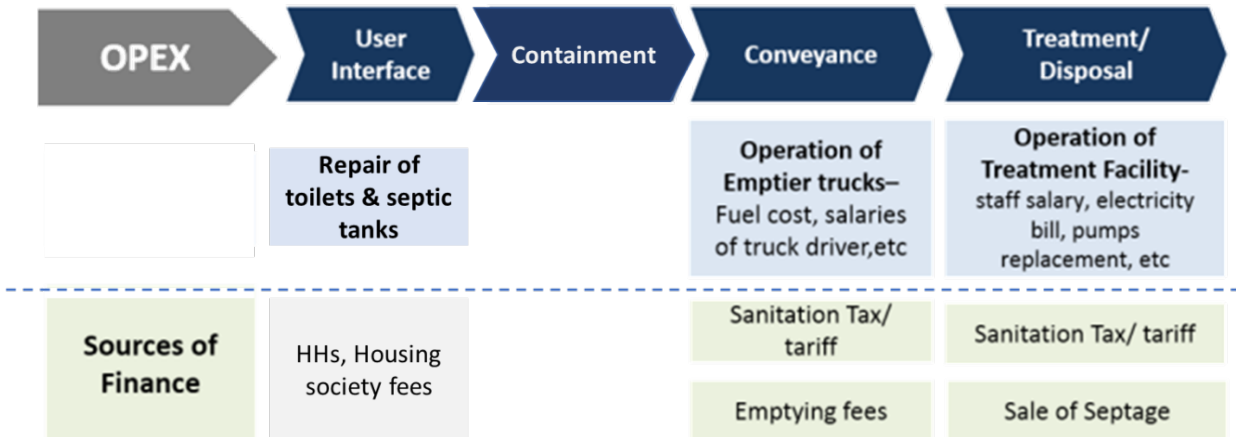 OPEX
User
Interface
Containment
Conveyance
Treatment/
Disposal
Repair of
toilets & septic
tanks
Operation of
Emptier trucks–
Fuel cost, salaries
of truck driver,etc
Operation of
Treatment Facility-
staff salary, electricity
bill, pumps
replacement, etc
Sources of
Finance
HHs, Housing
society fees
Sanitation Tax/
tariff
Sanitation Tax/ tariff
Emptying fees
Sale of Septage